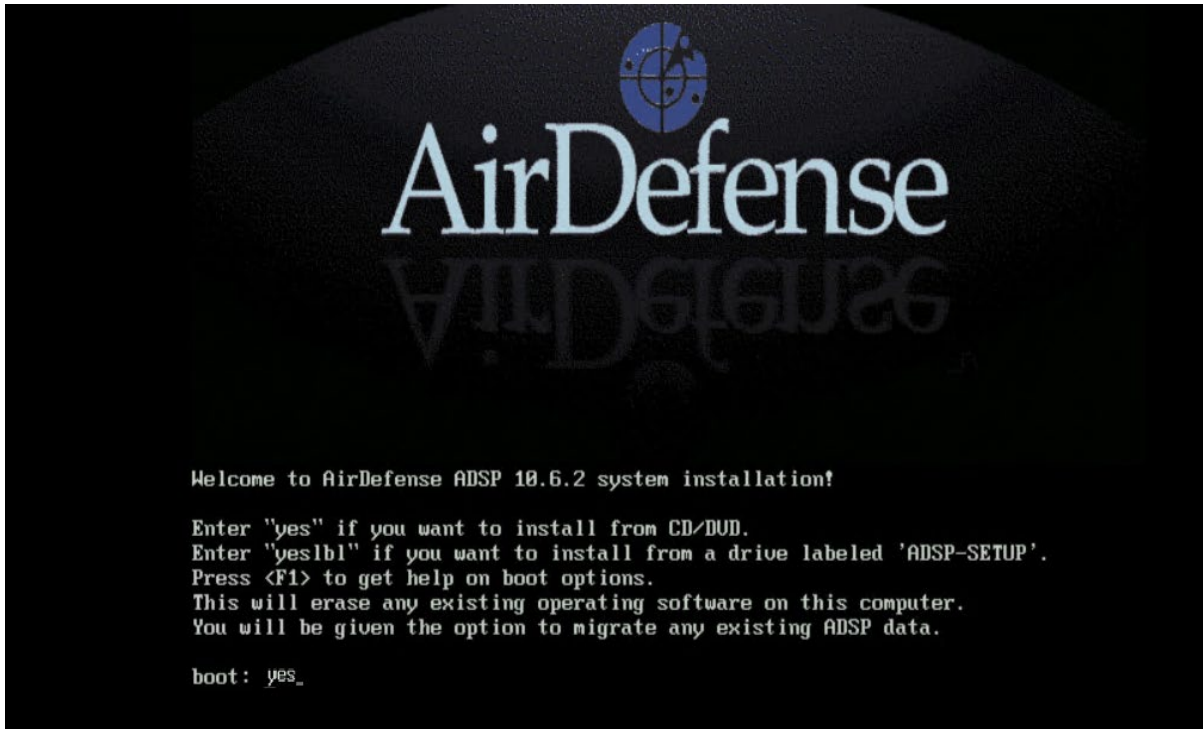 AirDefense
Welcome to AirDefense ADSP 10.6.2 system installation!
Enter "yes" if you want to install from CD/DVD.
Enter "yeslbl" if you want to install from a drive labeled 'ADSP-SETUP'.
Press <F1> to get help on boot options.
This will erase any existing operating software on this computer.
You will be given the option to migrate any existing ADSP data.
boot: yes_